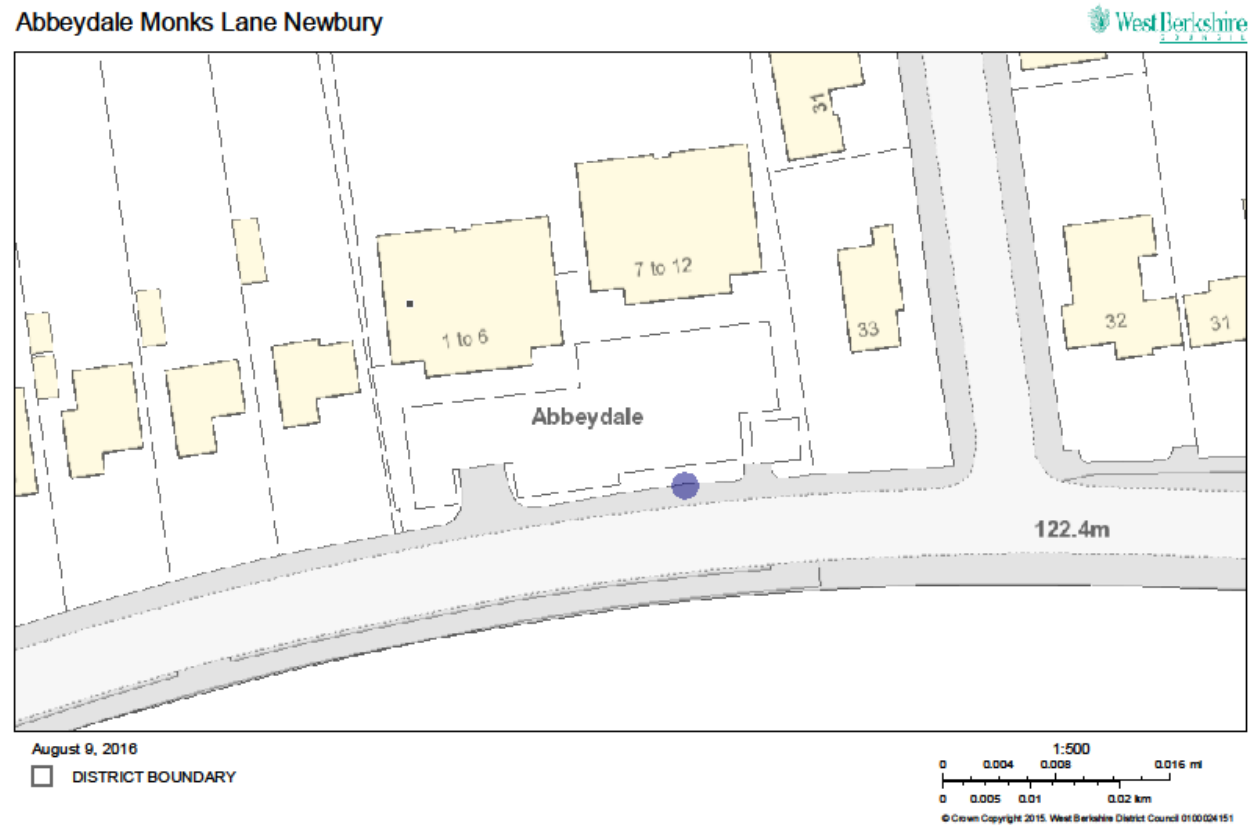 Abbeydale Monks Lane Newbury
West Berkshire
COUNCIL
31
7 to 12
1 to 6
33
32
31
Abbeydale
122.4m
August 9, 2016
DISTRICT BOUNDARY
1:500
0 0.004 0.008 0.016 mi
0 0.005 0.01 0.02 km
© Crown Copyright 2015. West Berkshire District Council 0100024151